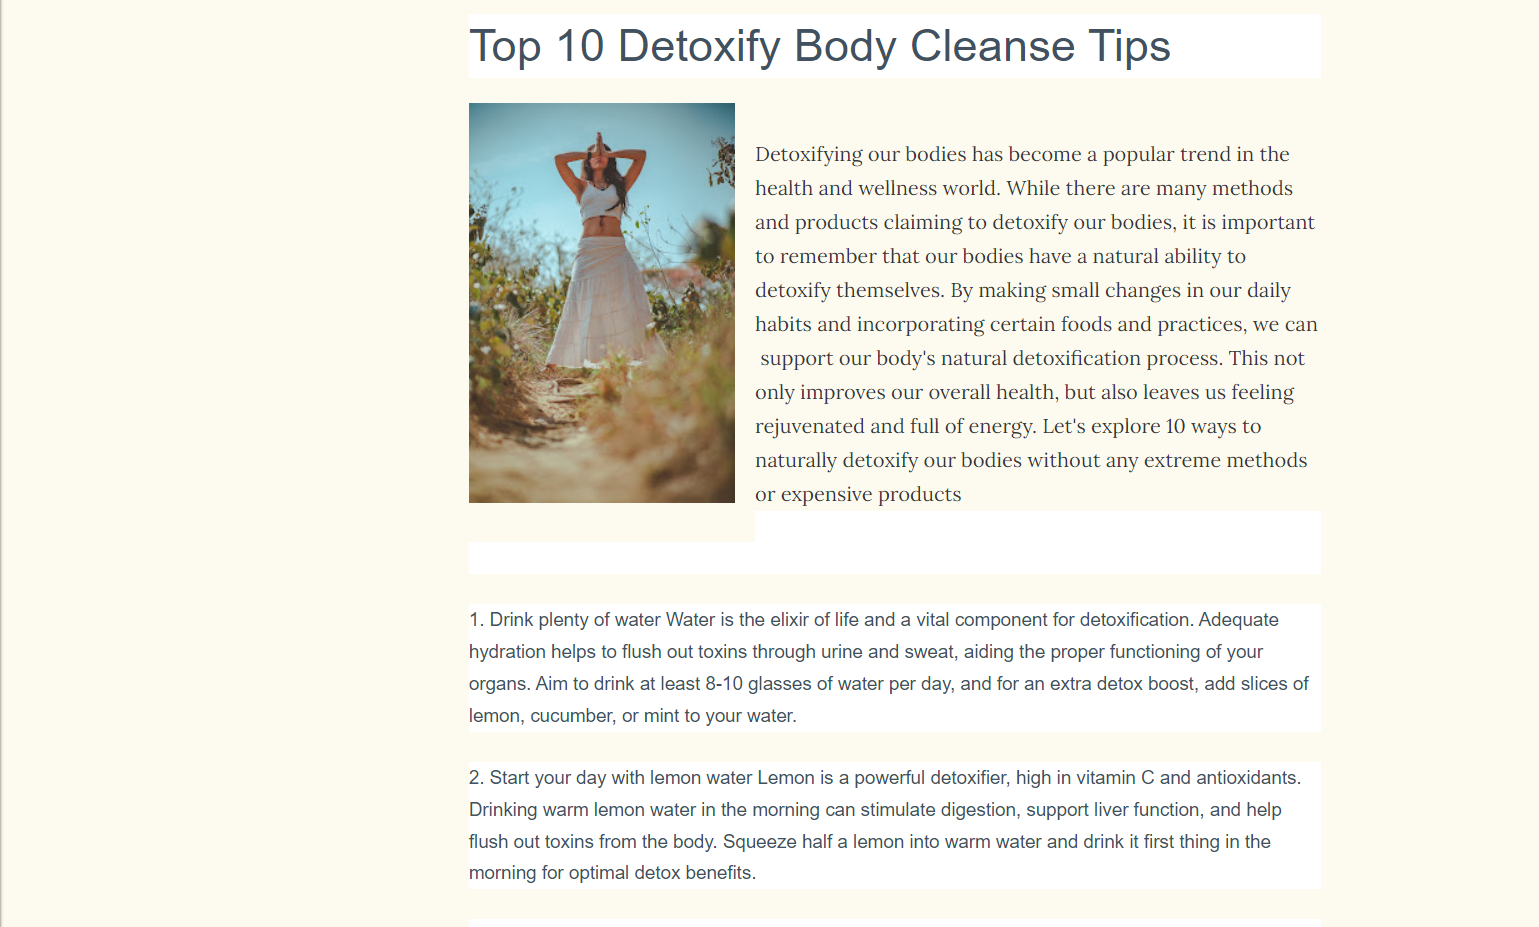 Top 10 Detoxify Body Cleanse Tips
Detoxifying our bodies has become a popular trend in the
health and wellness world. While there are many methods
and products claiming to detoxify our bodies, it is important
to remember that our bodies have a natural ability to
detoxify themselves. By making small changes in our daily
habits and incorporating certain foods and practices, we can
support our body's natural detoxification process. This not
only improves our overall health, but also leaves us feeling
rejuvenated and full of energy. Let's explore 10 ways to
naturally detoxify our bodies without any extreme methods
or expensive products
1. Drink plenty of water Water is the elixir of life and a vital component for detoxification. Adequate
hydration helps to flush out toxins through urine and sweat, aiding the proper functioning of your
organs. Aim to drink at least 8-10 glasses of water per day, and for an extra detox boost, add slices of
lemon, cucumber, or mint to your water.
2. Start your day with lemon water Lemon is a powerful detoxifier, high in vitamin C and antioxidants.
Drinking warm lemon water in the morning can stimulate digestion, support liver function, and help
flush out toxins from the body. Squeeze half a lemon into warm water and drink it first thing in the
morning for optimal detox benefits.